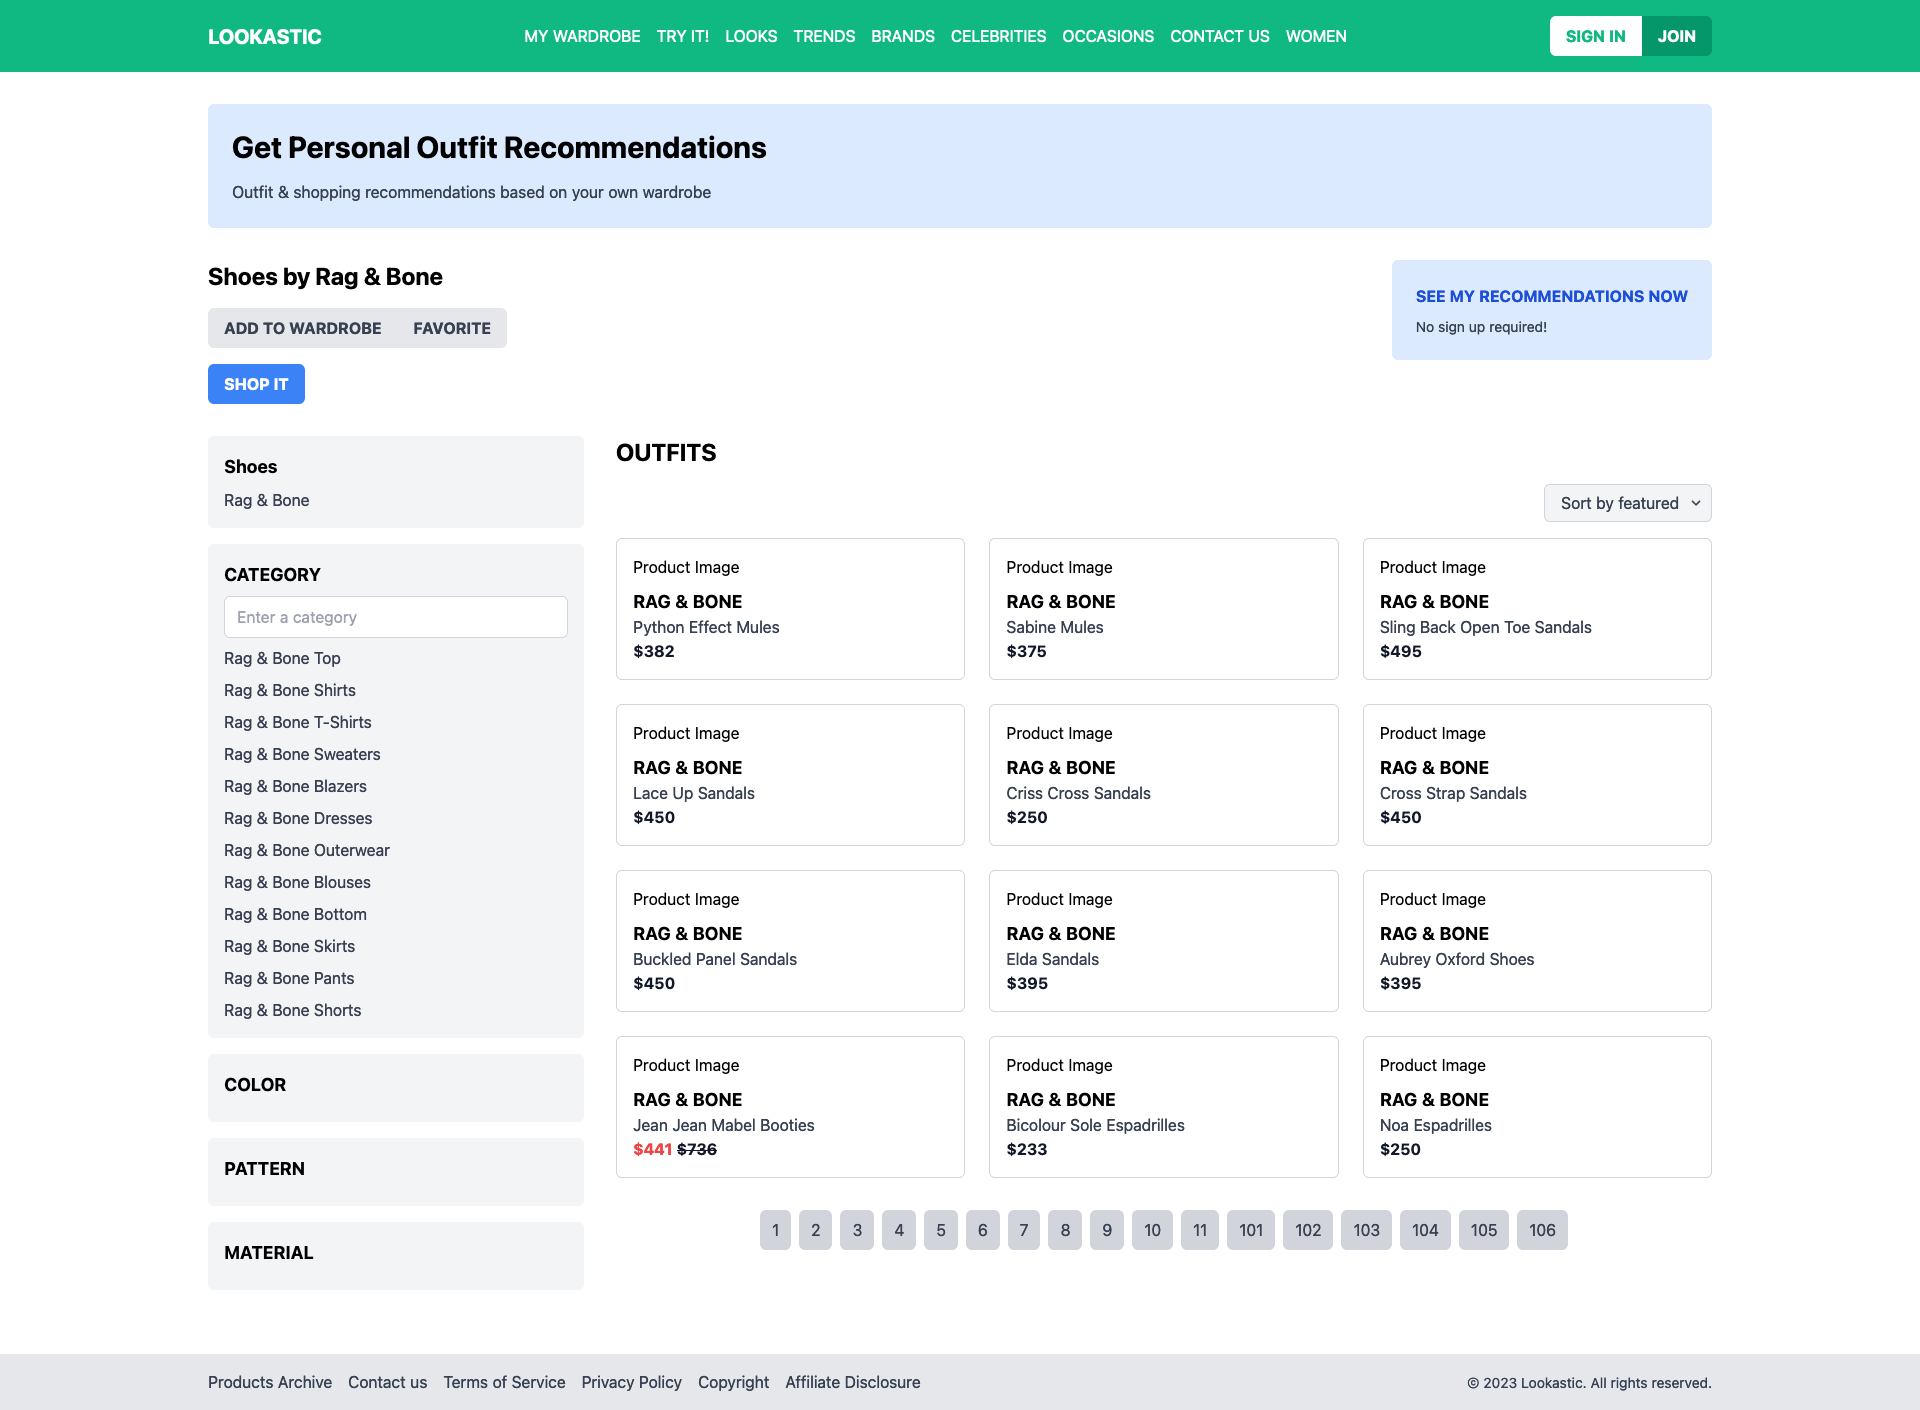 LOOKASTIC
MY WARDROBE TRY IT! LOOKS TRENDS BRANDS CELEBRITIES OCCASIONS CONTACT US WOMEN
SIGN IN JOIN
Get Personal Outfit Recommendations
Outfit & shopping recommendations based on your own wardrobe
Shoes by Rag & Bone
ADD TO WARDROBE FAVORITE
SHOP IT
SEE MY RECOMMENDATIONS NOW
No sign up required!
Shoes
Rag & Bone
CATEGORY
Enter a category
Rag & Bone Top
Rag & Bone Shirts
Rag & Bone T-Shirts
Rag & Bone Sweaters
Rag & Bone Blazers
Rag & Bone Dresses
Rag & Bone Outerwear
Rag & Bone Blouses
Rag & Bone Bottom
Rag & Bone Skirts
Rag & Bone Pants
Rag & Bone Shorts
COLOR
PATTERN
MATERIAL
OUTFITS
Sort by featured
Product Image
RAG & BONE
Python Effect Mules
$382
Product Image
RAG & BONE
Sabine Mules
$375
Product Image
RAG & BONE
Sling Back Open Toe Sandals
$495
Product Image
RAG & BONE
Lace Up Sandals
$450
Product Image
RAG & BONE
Criss Cross Sandals
$250
Product Image
RAG & BONE
Cross Strap Sandals
$450
Product Image
RAG & BONE
Buckled Panel Sandals
$450
Product Image
RAG & BONE
Elda Sandals
$395
Product Image
RAG & BONE
Aubrey Oxford Shoes
$395
Product Image
RAG & BONE
Jean Jean Mabel Booties
$441 $736
Product Image
RAG & BONE
Bicolour Sole Espadrilles
$233
Product Image
RAG & BONE
Noa Espadrilles
$250
1 2 3 4 5 6 7 8 9 10 11 101 102 103 104 105 106
Products Archive Contact us Terms of Service Privacy Policy Copyright Affiliate Disclosure
© 2023 Lookastic. All rights reserved.